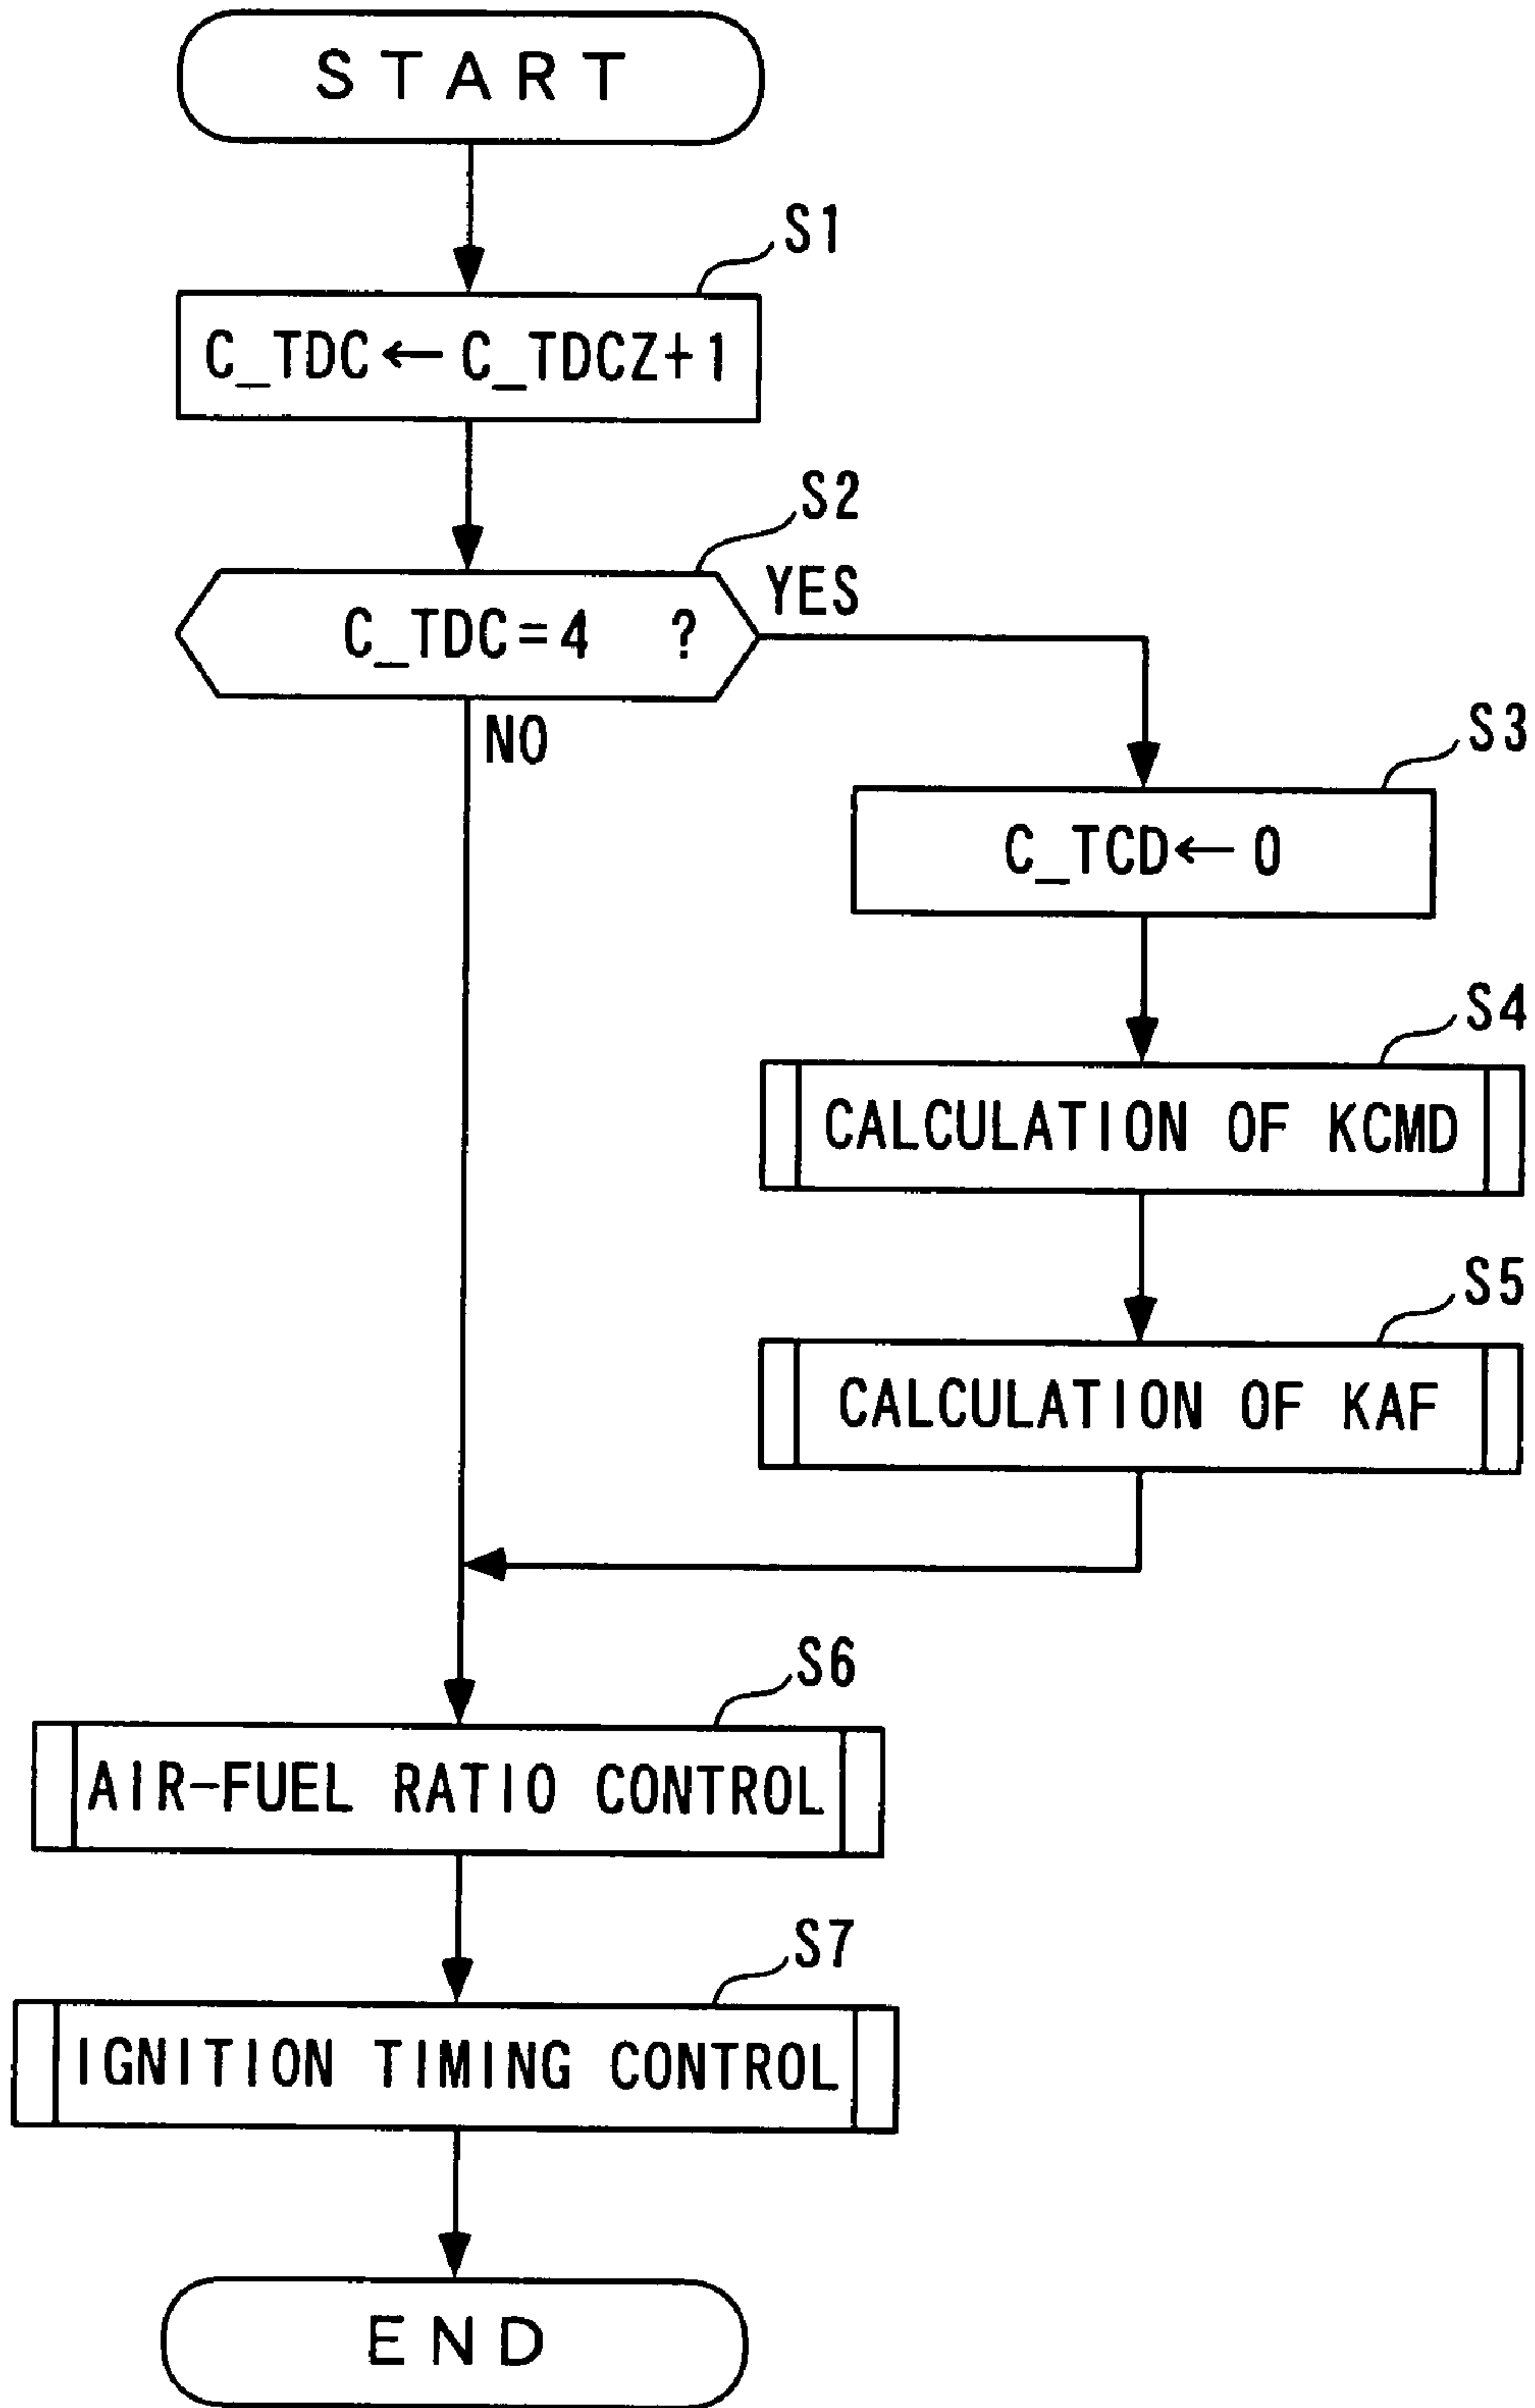 START
S1
C_TDC←C_TDCZ+1
S2
C_TDC=4 ?
YES
NO
S3
C_TCD←0
S4
CALCULATION OF KCMD
S5
CALCULATION OF KAF
S6
AIR-FUEL RATIO CONTROL
S7
IGNITION TIMING CONTROL
END